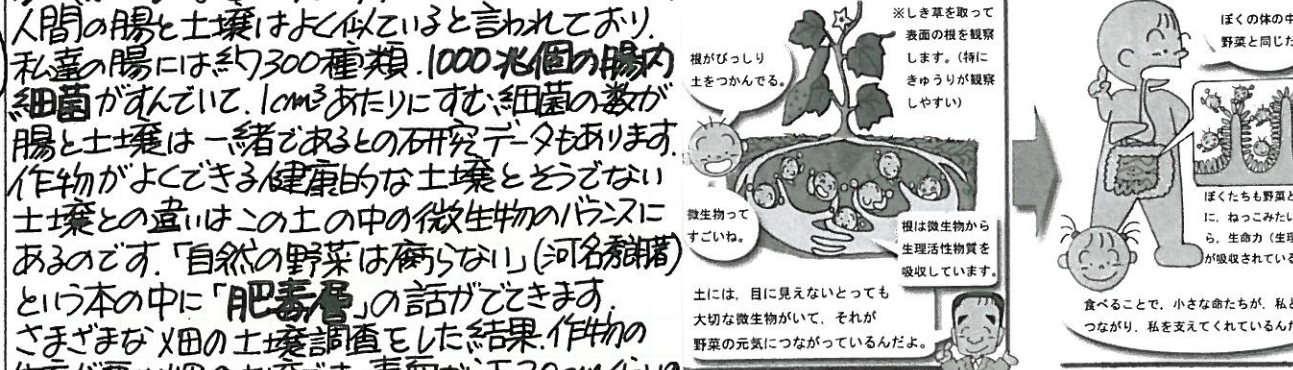 人間の腸と土壌はよく似ていると言われており.
私達の腸には約300種類.1000兆個の腸内
細菌がすんでいて.1cm³あたりにすむ細菌の数が
腸と土壌は一緒であるとの研究データもあります.
作物がよくできる健康的な土壌とそうでない
土壌との違いはこの土の中の微生物のバランスに
あるのです.「自然の野菜は腐らない」(河名秀郎著)
という本の中に「肥毒層」の話がでてきます.
さまざまな畑の土壌調査をした結果.作物の
※しき草を取って
表面の根を観察
します。(特に
きゅうりが観察
しやすい)
根がびっしり
土をつかんでる。
微生物って
すごいね。
根は微生物から
生理活性物質を
吸収しています。
土には、目に見えないとっても
大切な微生物がいて、それが
野菜の元気につながっているんだよ。
ぼくの体の中
野菜と同じた
ぼくたちも野菜と
に、ねっこみたい
ら、生命力(生理
が吸収されている
食べることで、小さな命たちが、私と
つながり、私を支えてくれているんた